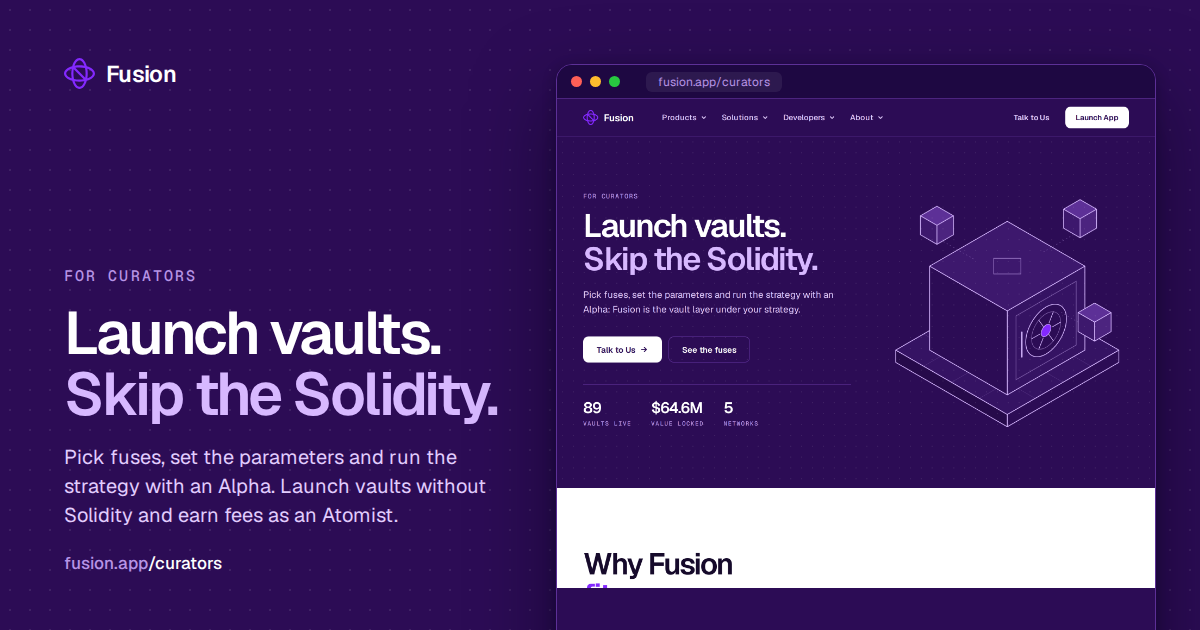 Fusion
FOR CURATORS
Launch vaults.
Skip the Solidity.
Pick fuses, set the parameters and run the
strategy with an Alpha. Launch vaults without
Solidity and earn fees as an Atomist.
fusion.app/curators
fusion.app/curators
Fusion Products Solutions Developers About Talk to Us Launch App
FOR CURATORS
Launch vaults.
Skip the Solidity.
Pick fuses, set the parameters and run the strategy with an
Alpha: Fusion is the vault layer under your strategy.
Talk to Us → See the fuses
89 $64.6M 5
VAULTS LIVE VALUE LOCKED NETWORKS
Why Fusion